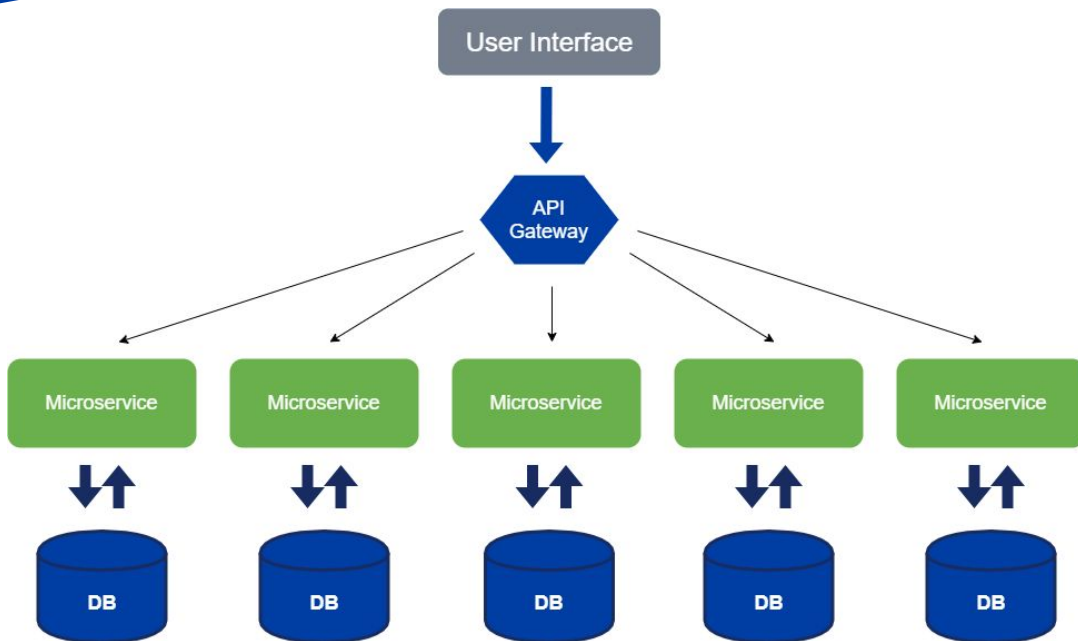 User Interface
API
Gateway
Microservice
Microservice
Microservice
Microservice
Microservice
DB
DB
DB
DB
DB